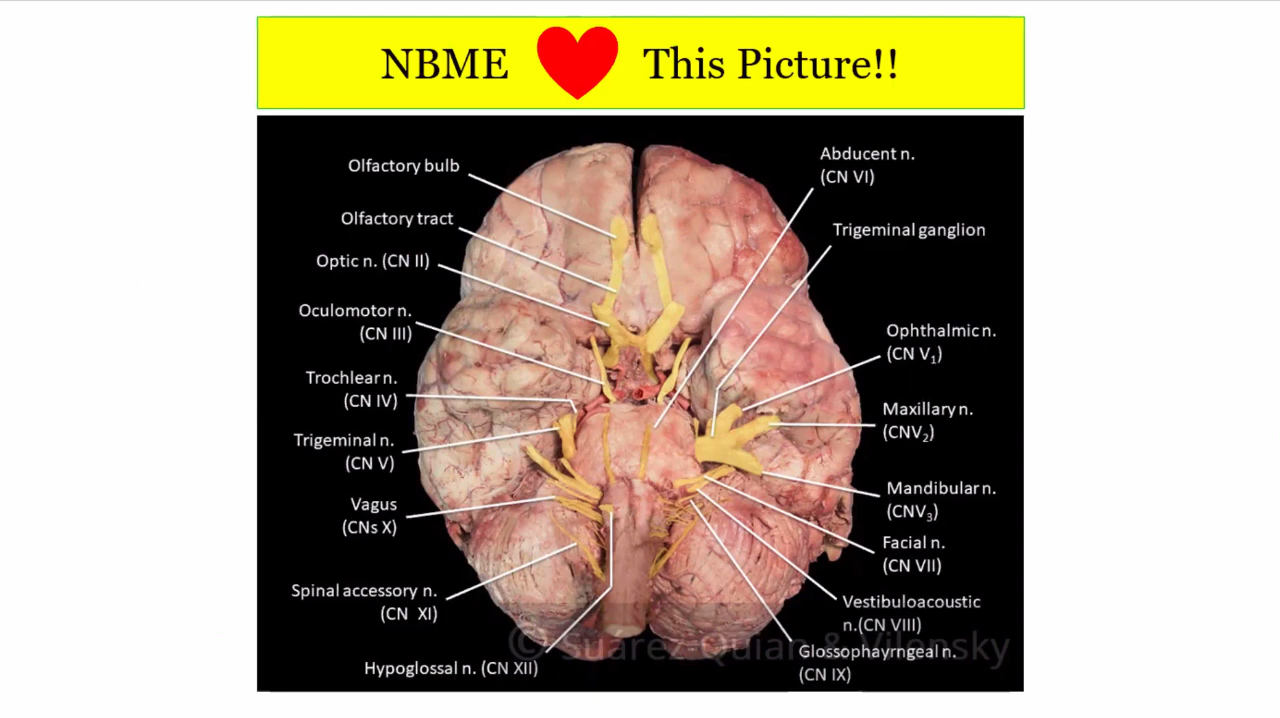 NBME This Picture!!
Olfactory bulb
Olfactory tract
Optic n. (CN II)
Oculomotor n.
(CN III)
Trochlear n.
(CN IV)
Trigeminal n.
(CN V)
Vagus
(CNs X)
Spinal accessory n.
(CN XI)
Hypoglossal n. (CN XII)
Abducent n.
(CN VI)
Trigeminal ganglion
Ophthalmic n.
(CN V₁)
Maxillary n.
(CNV₂)
Mandibular n.
(CNV₃)
Facial n.
(CN VII)
Vestibuloacoustic
n.(CN VIII)
Glossophayrngeal n.
(CN IX)
© Suarez-Quian & Vilensky